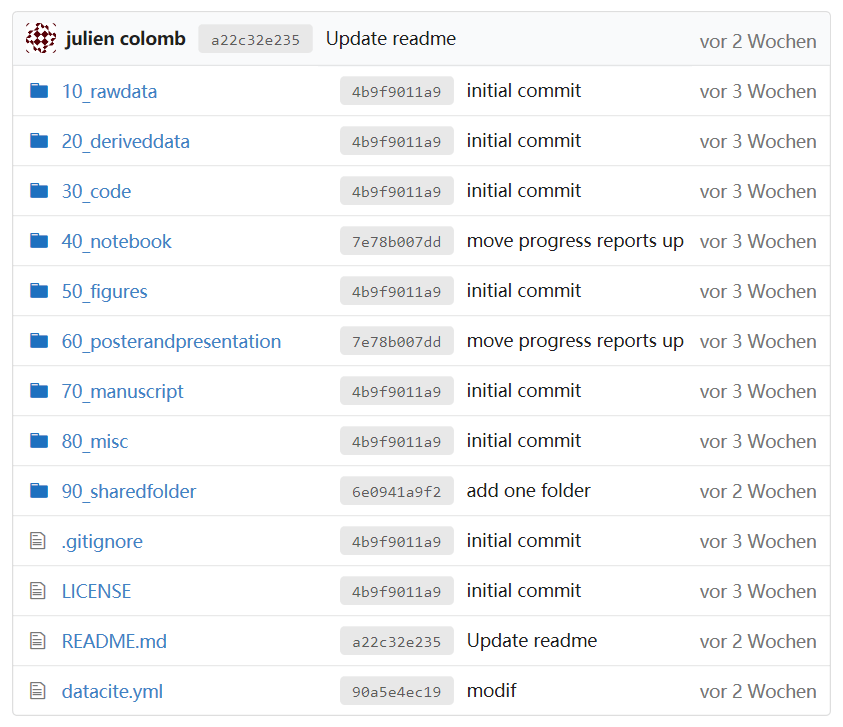 julien colomb a22c32e235 Update readme vor 2 Wochen
10_rawdata 4b9f9011a9 initial commit vor 3 Wochen
20_deriveddata 4b9f9011a9 initial commit vor 3 Wochen
30_code 4b9f9011a9 initial commit vor 3 Wochen
40_notebook 7e78b007dd move progress reports up vor 3 Wochen
50_figures 4b9f9011a9 initial commit vor 3 Wochen
60_posterandpresentation 7e78b007dd move progress reports up vor 3 Wochen
70_manuscript 4b9f9011a9 initial commit vor 3 Wochen
80_misc 4b9f9011a9 initial commit vor 3 Wochen
90_sharedfolder 6e0941a9f2 add one folder vor 2 Wochen
.gitignore 4b9f9011a9 initial commit vor 3 Wochen
LICENSE 4b9f9011a9 initial commit vor 3 Wochen
README.md a22c32e235 Update readme vor 2 Wochen
datacite.yml 90a5e4ec19 modif vor 2 Wochen